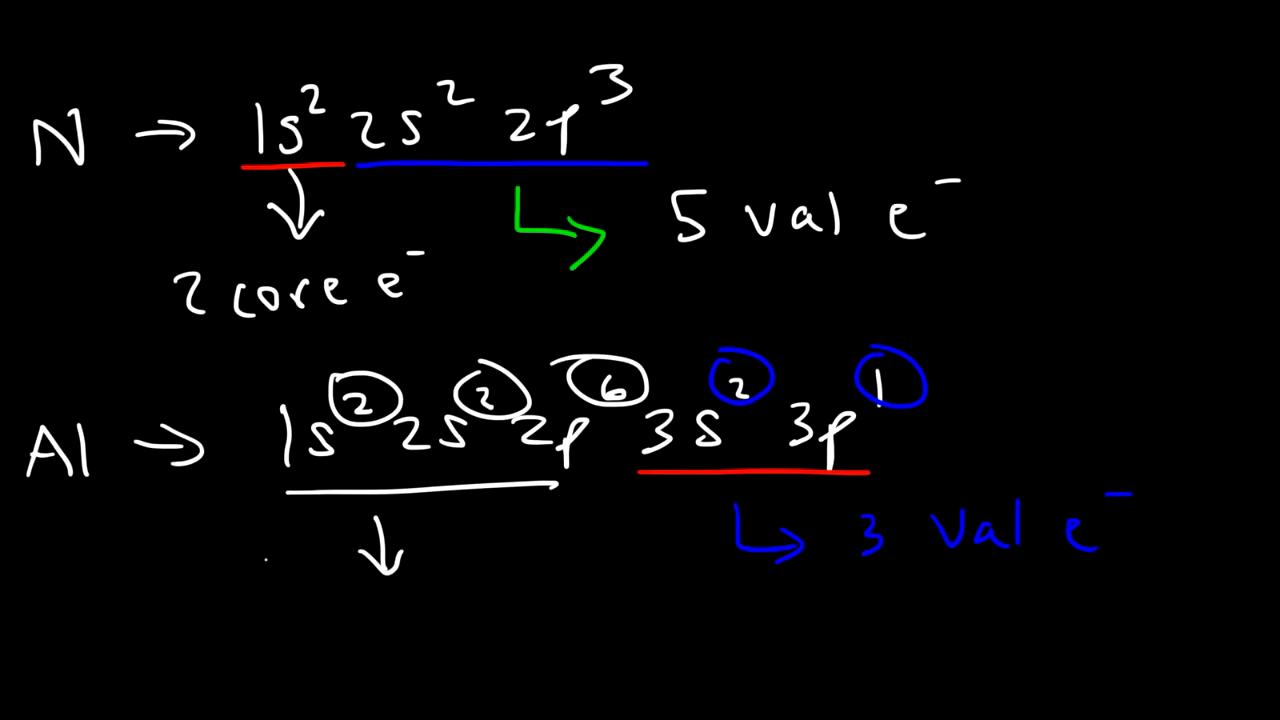 N → 1s² 2s² 2p³
5 val e⁻
2 core e⁻
Al → 1s² 2s² 2p⁶ 3s² 3p¹
3 val e⁻